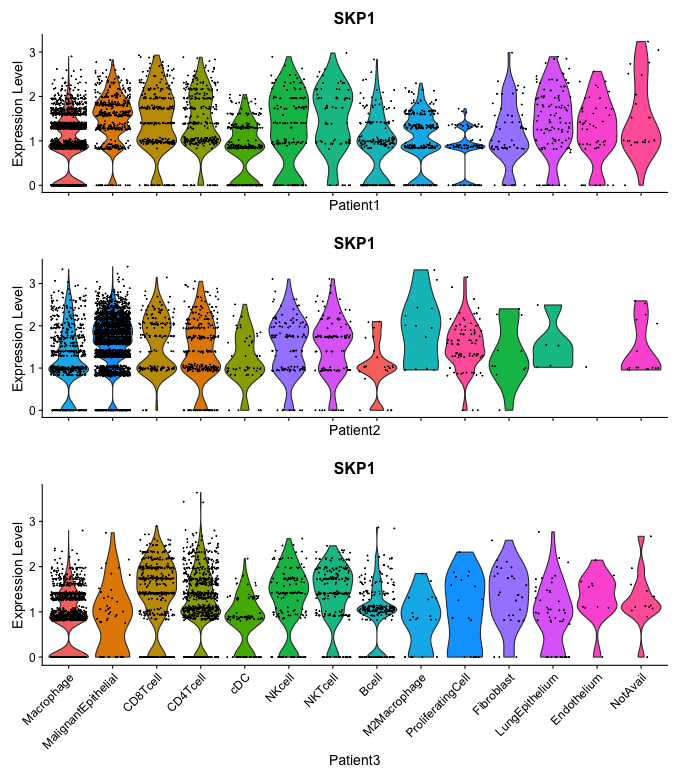 SKP1
Expression Level
3
2
1
0
Patient1
SKP1
Expression Level
3
2
1
0
Patient2
SKP1
Expression Level
3
2
1
0
Macrophage
MalignantEpithelial
CD8Tcell
CD4Tcell
cDC
NKcell
NKTcell
Bcell
M2Macrophage
ProliferatingCell
Fibroblast
LungEpithelium
Endothelium
NotAvail
Patient3